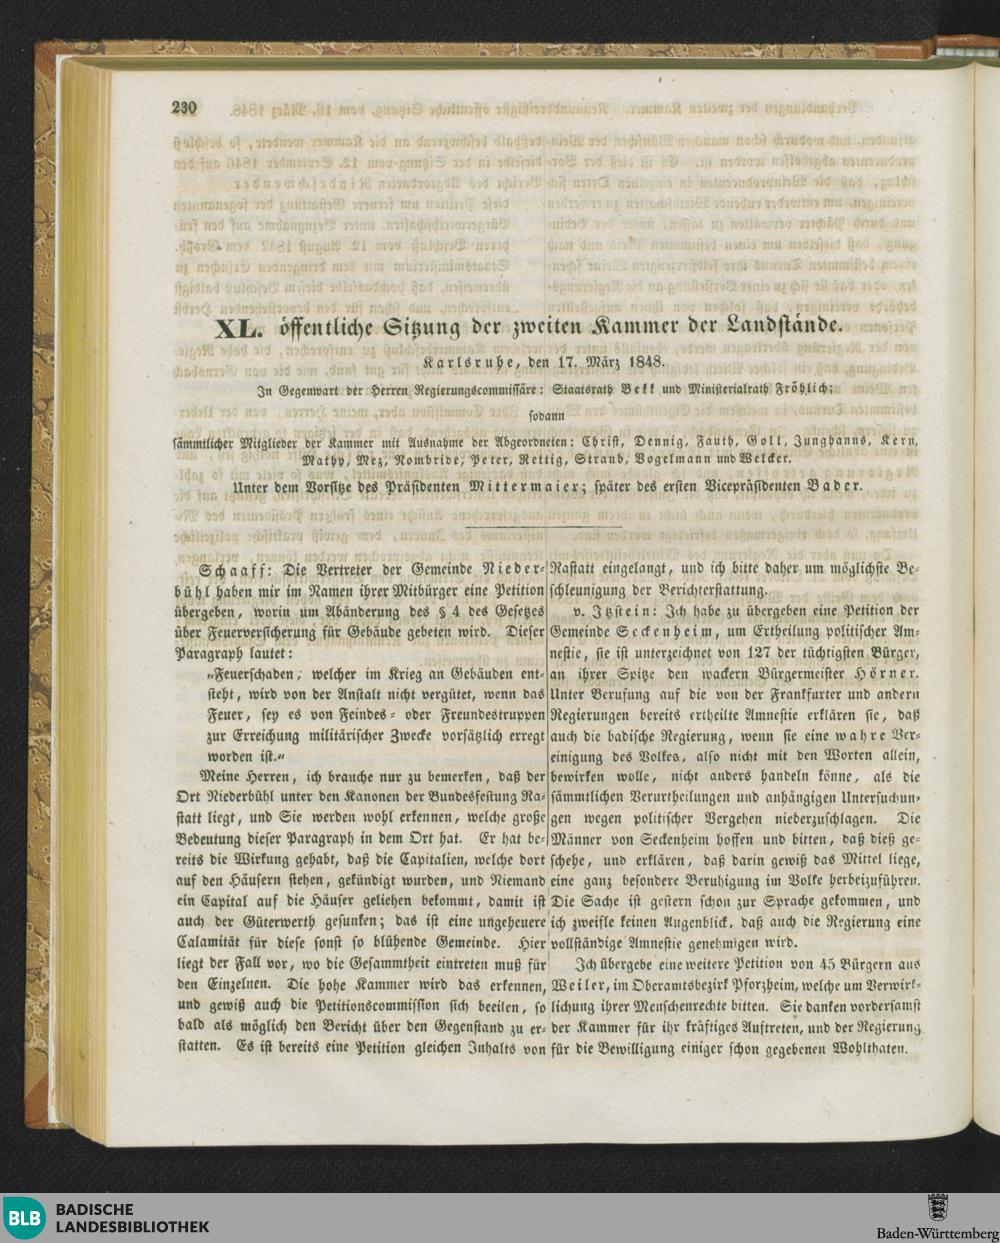 230
XL. öffentliche Sitzung der zweiten Kammer der Landstände.
Karlsruhe, den 17. März 1848.
In Gegenwart der Herren Regierungscommissäre: Staatsrath Bekk und Ministerialrath Fröhlich;
sodann
sämmtlicher Mitglieder der Kammer mit Ausnahme der Abgeordneten: Christ, Dennig, Fauth, Goll, Junghanns, Kern,
Mathy, Mez, Nombride, Peter, Rettig, Straub, Vogelmann und Welcker.
Unter dem Vorsitze des Präsidenten Mittermaier; später des ersten Vicepräsidenten Bader.
Schaaff: Die Vertreter der Gemeinde Nieder-
bühl haben mir im Namen ihrer Mitbürger eine Petition
übergeben, worin um Abänderung des § 4 des Gesetzes
über Feuerversicherung für Gebäude gebeten wird. Dieser
Paragraph lautet:
„Feuerschaden, welcher im Krieg an Gebäuden ent-
steht, wird von der Anstalt nicht vergütet, wenn das
Feuer, sey es von Feindes- oder Freundestruppen
zur Erreichung militärischer Zwecke vorsätzlich erregt
worden ist.“
Meine Herren, ich brauche nur zu bemerken, daß der
Ort Niederbühl unter den Kanonen der Bundesfestung Ra-
statt liegt, und Sie werden wohl erkennen, welche große
Bedeutung dieser Paragraph in dem Ort hat. Er hat be-
reits die Wirkung gehabt, daß die Capitalien, welche dort
auf den Häusern stehen, gekündigt wurden, und Niemand
ein Capital auf die Häuser geliehen bekommt, damit ist
auch der Güterwerth gesunken; das ist eine ungeheuere
Calamität für diese sonst so blühende Gemeinde. Hier
liegt der Fall vor, wo die Gesammtheit eintreten muß für
den Einzelnen. Die hohe Kammer wird das erkennen,
und gewiß auch die Petitionscommission sich beeilen, so
bald als möglich den Bericht über den Gegenstand zu er-
statten. Es ist bereits eine Petition gleichen Inhalts von
Rastatt eingelangt, und ich bitte daher um möglichste Be-
schleunigung der Berichterstattung.
v. Itzstein: Ich habe zu übergeben eine Petition der
Gemeinde Seckenheim, um Ertheilung politischer Am-
nestie, sie ist unterzeichnet von 127 der tüchtigsten Bürger,
an ihrer Spitze den wackern Bürgermeister Hörner.
Unter Berufung auf die von der Frankfurter und andern
Regierungen bereits ertheilte Amnestie erklären sie, daß
auch die badische Regierung, wenn sie eine wahre Ver-
einigung des Volkes, also nicht mit den Worten allein,
bewirken wolle, nicht anders handeln könne, als die
sämmtlichen Verurtheilungen und anhängigen Untersuchun-
gen wegen politischer Vergehen niederzuschlagen. Die
Männer von Seckenheim hoffen und bitten, daß dieß ge-
schehe, und erklären, daß darin gewiß das Mittel liege,
eine ganz besondere Beruhigung im Volke herbeizuführen.
Die Sache ist gestern schon zur Sprache gekommen, und
ich zweifle keinen Augenblick, daß auch die Regierung eine
vollständige Amnestie genehmigen wird.
Ich übergebe eine weitere Petition von 45 Bürgern aus
Weiler, im Oberamtsbezirk Pforzheim, welche um Verwirk-
lichung ihrer Menschenrechte bitten. Sie danken vordersamst
der Kammer für ihr kräftiges Auftreten, und der Regierung
für die Bewilligung einiger schon gegebenen Wohlthaten.
BLB
BADISCHE
LANDESBIBLIOTHEK
Baden-Württemberg